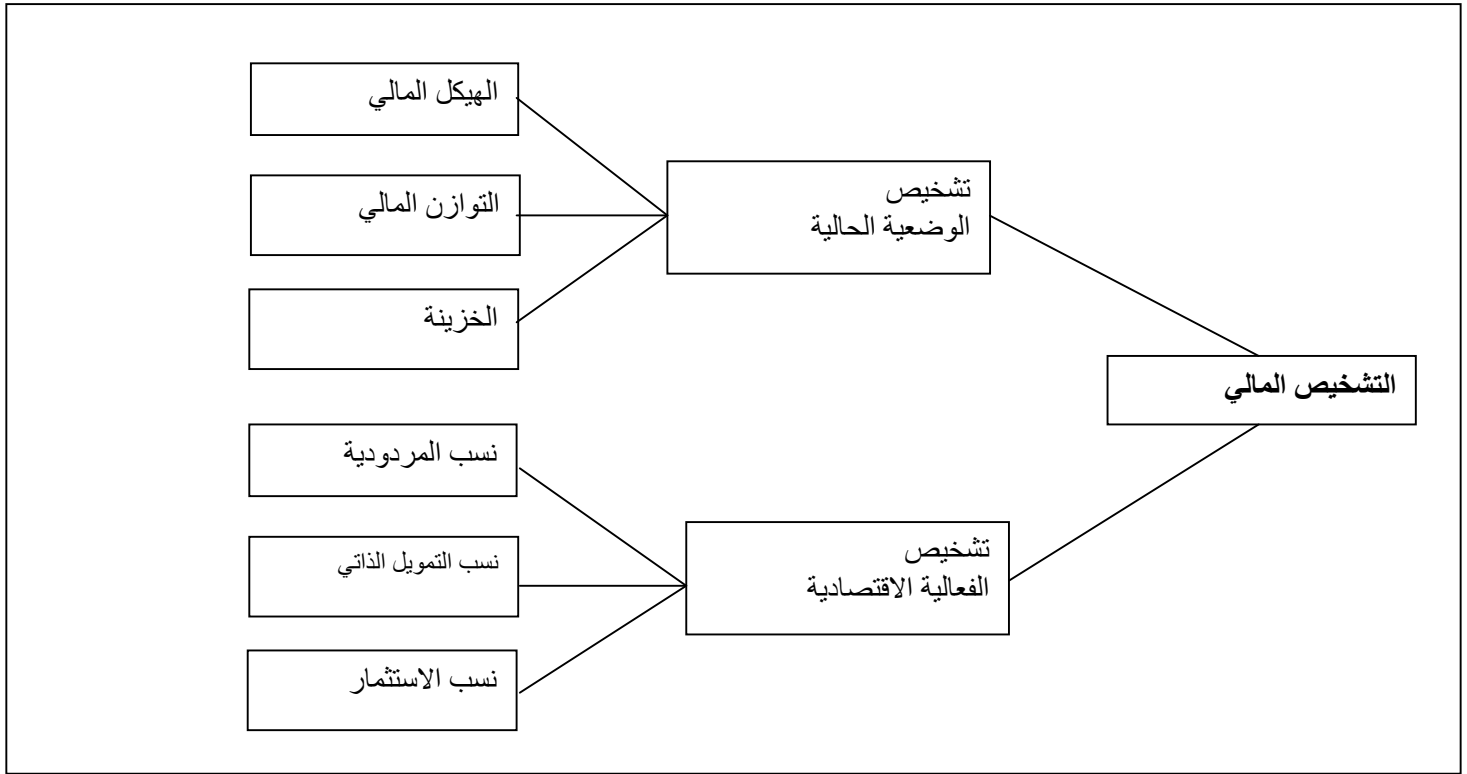 التشخيص المالي
تشخيص
الوضعية الحالية
الهيكل المالي
التوازن المالي
الخزينة
تشخيص
الفعالية الاقتصادية
نسب المردودية
نسب التمويل الذاتي
نسب الاستثمار